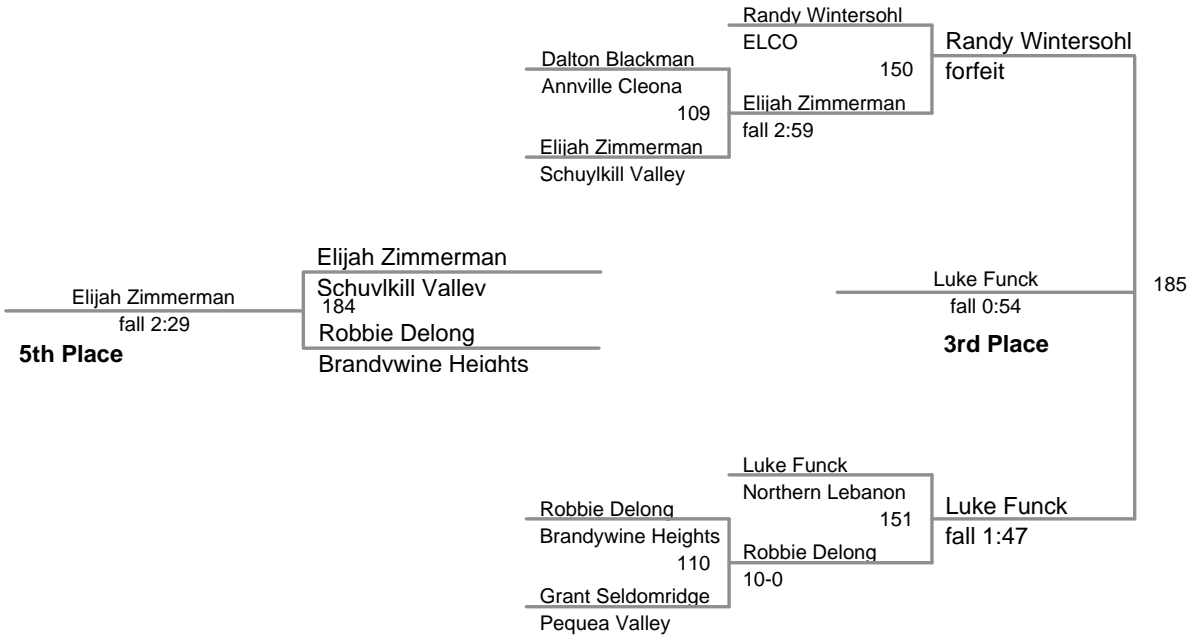 Randy Wintersohl
ELCO
150
Randy Wintersohl
forfeit
Dalton Blackman
Annville Cleona
109
Elijah Zimmerman
fall 2:59
Elijah Zimmerman
Schuylkill Valley
Elijah Zimmerman
Schuylkill Valley
184
Elijah Zimmerman
fall 2:29
5th Place
Robbie Delong
Brandywine Heights
Luke Funck
fall 0:54
3rd Place
185
Luke Funck
Northern Lebanon
151
Luke Funck
fall 1:47
Robbie Delong
Brandywine Heights
110
Robbie Delong
10-0
Grant Seldomridge
Pequea Valley